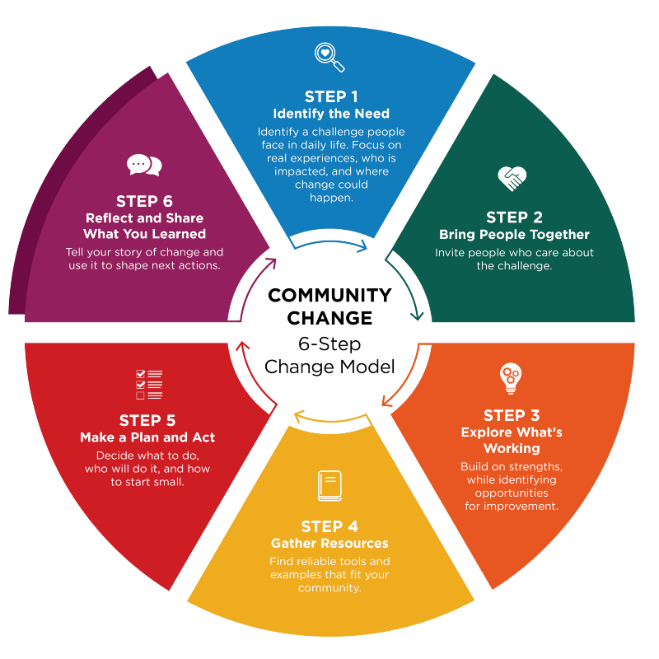 STEP 1
Identify the Need
Identify a challenge people
face in daily life. Focus on
real experiences, who is
impacted, and where
change could
happen.
STEP 2
Bring People Together
Invite people who care about
the challenge.
STEP 3
Explore What's
Working
Build on strengths,
while identifying
opportunities
for improvement.
STEP 4
Gather Resources
Find reliable tools and
examples that fit your
community.
STEP 5
Make a Plan and Act
Decide what to do,
who will do it, and how
to start small.
STEP 6
Reflect and Share
What You Learned
Tell your story of change and
use it to shape next actions.
COMMUNITY
CHANGE
6-Step
Change Model